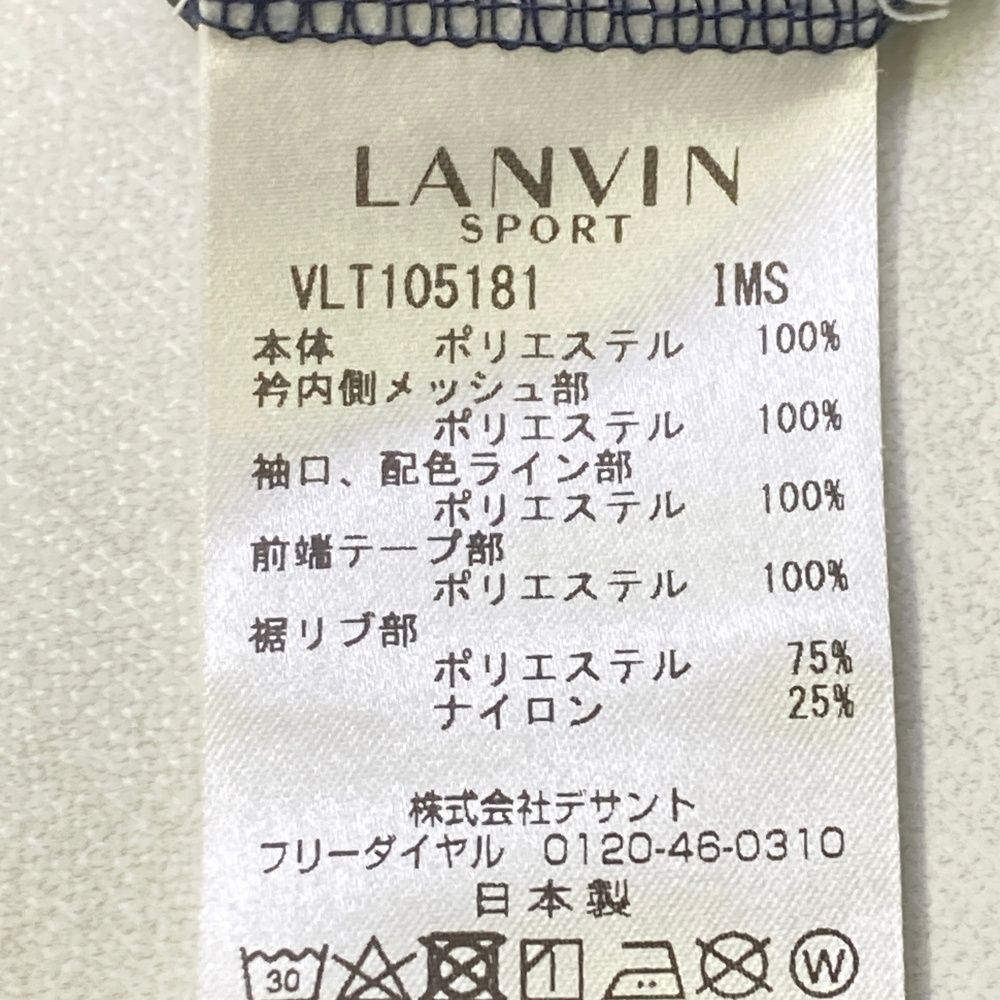 LANVIN
SPORT
VLT105181 IMS
本体 ポリエステル 100%
衿内側メッシュ部
ポリエステル 100%
袖口、配色ライン部
ポリエステル 100%
前端テープ部
ポリエステル 100%
裾リブ部
ポリエステル 75%
ナイロン 25%
株式会社デサント
フリーダイヤル 0120-46-0310
日本製
30 W